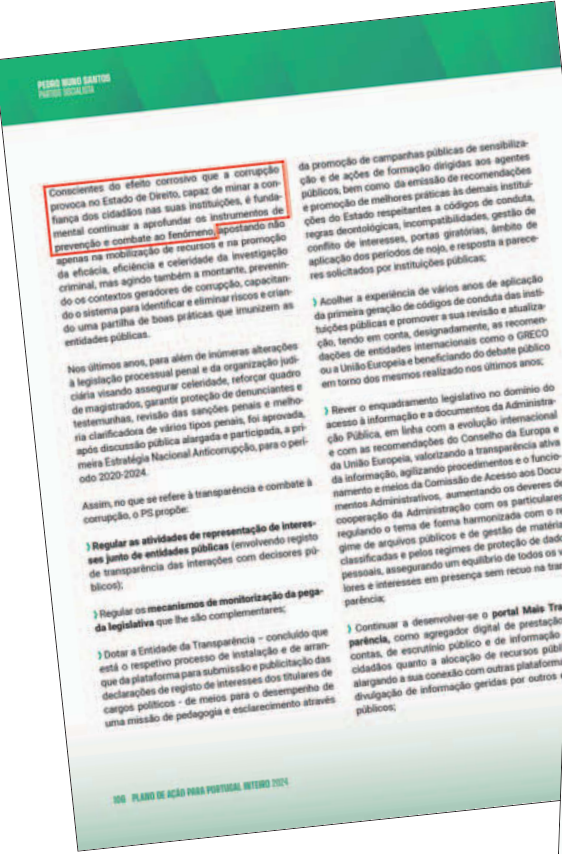 PEDRO NUNO SANTOS
PARTIDO SOCIALISTA
Conscientes do efeito corrosivo que a corrupção
provoca no Estado de Direito, capaz de minar a con-
fiança dos cidadãos nas suas instituições, é funda-
mental continuar a aprofundar os instrumentos de
prevenção e combate ao fenómeno, apostando não
apenas na mobilização de recursos e na promoção
da eficácia, eficiência e celeridade da investigação
criminal, mas agindo também a montante, prevenin-
do os contextos geradores de corrupção, capacitan-
do o sistema para identificar e eliminar riscos e crian-
do uma partilha de boas práticas que imunizem as
entidades públicas.
Nos últimos anos, para além de inúmeras alterações
à legislação processual penal e da organização judi-
ciária visando assegurar celeridade, reforçar quadro
de magistrados, garantir proteção de denunciantes e
testemunhas, revisão das sanções penais e melho-
ria clarificadora de vários tipos penais, foi aprovada,
após discussão pública alargada e participada, a pri-
meira Estratégia Nacional Anticorrupção, para o perí-
odo 2020-2024.
Assim, no que se refere à transparência e combate à
corrupção, o PS propõe:
❯ Regular as atividades de representação de interes-
ses junto de entidades públicas (envolvendo registo
de transparência das interações com decisores pú-
blicos);
❯ Regular os mecanismos de monitorização da pega-
da legislativa que lhe são complementares;
❯ Dotar a Entidade da Transparência – concluído que
está o respetivo processo de instalação e de arran-
que da plataforma para submissão e publicitação das
declarações de registo de interesses dos titulares de
cargos políticos - de meios para o desempenho de
uma missão de pedagogia e esclarecimento através
da promoção de campanhas públicas de sensibiliza-
ção e de ações de formação dirigidas aos agentes
públicos, bem como da emissão de recomendações
e promoção de melhores práticas às demais institui-
ções do Estado respeitantes a códigos de conduta,
regras deontológicas, incompatibilidades, gestão de
conflito de interesses, portas giratórias, âmbito de
aplicação dos períodos de nojo, e resposta a parece-
res solicitados por instituições públicas;
❯ Acolher a experiência de vários anos de aplicação
da primeira geração de códigos de conduta das insti-
tuições públicas e promover a sua revisão e atualiza-
ção, tendo em conta, designadamente, as recomen-
dações de entidades internacionais como o GRECO
ou a União Europeia e beneficiando do debate público
em torno dos mesmos realizado nos últimos anos;
❯ Rever o enquadramento legislativo no domínio do
acesso à informação e a documentos da Administra-
ção Pública, em linha com a evolução internacional
e com as recomendações do Conselho da Europa e
da União Europeia, valorizando a transparência ativa
da informação, agilizando procedimentos e o funcio-
namento e meios da Comissão de Acesso aos Docu-
mentos Administrativos, aumentando os deveres de
cooperação da Administração com os particulares
regulando o tema de forma harmonizada com o re
gime de arquivos públicos e de gestão de matéria
classificadas e pelos regimes de proteção de dado
pessoais, assegurando um equilíbrio de todos os v
lores e interesses em presença sem recuo na tran
parência;
❯ Continuar a desenvolver-se o portal Mais Tra
parência, como agregador digital de prestação
contas, de escrutínio público e de informação
cidadãos quanto a alocação de recursos públ
alargando a sua conexão com outras plataforma
divulgação de informação geridas por outros
públicos;
106 PLANO DE AÇÃO PARA PORTUGAL INTEIRO 2024